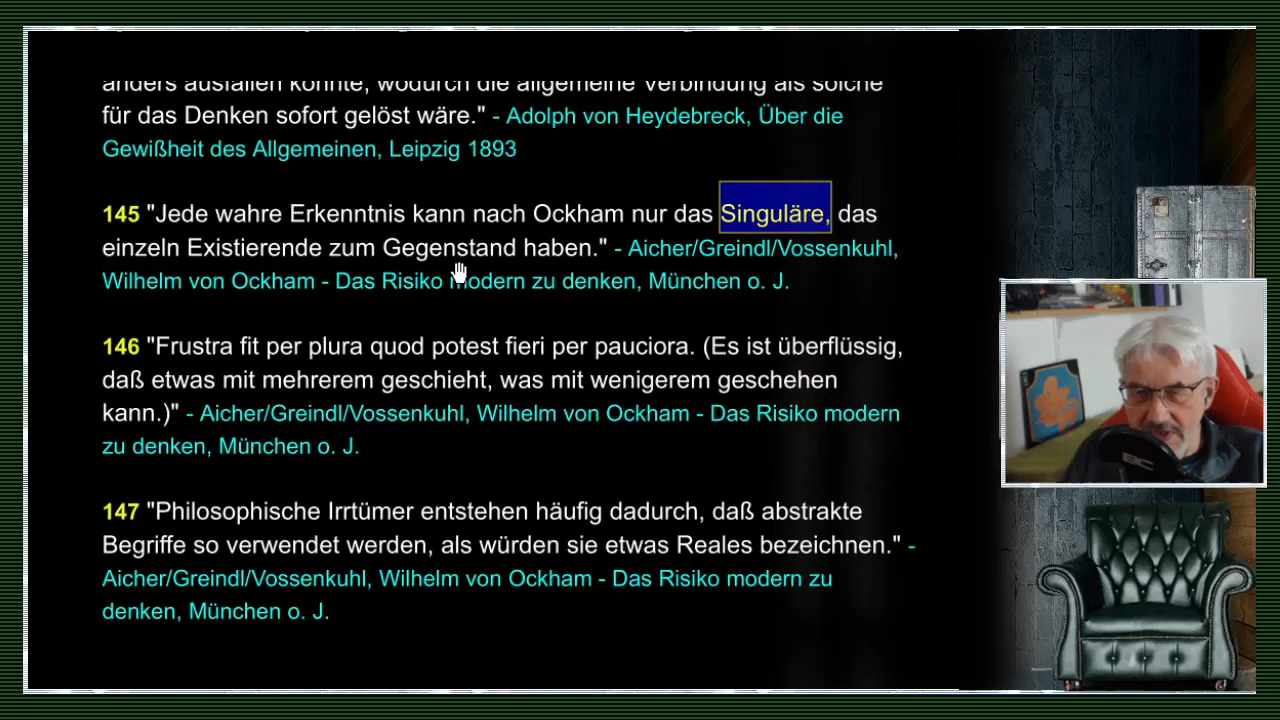 anders ausfallen könnte, wodurch die allgemeine Verbindung als solche
für das Denken sofort gelöst wäre." - Adolph von Heydebreck, Über die
Gewißheit des Allgemeinen, Leipzig 1893
145 "Jede wahre Erkenntnis kann nach Ockham nur das Singuläre, das
einzeln Existierende zum Gegenstand haben." - Aicher/Greindl/Vossenkuhl,
Wilhelm von Ockham - Das Risiko modern zu denken, München o. J.
146 "Frustra fit per plura quod potest fieri per pauciora. (Es ist überflüssig,
daß etwas mit mehrerem geschieht, was mit wenigerem geschehen
kann.)" - Aicher/Greindl/Vossenkuhl, Wilhelm von Ockham - Das Risiko modern
zu denken, München o. J.
147 "Philosophische Irrtümer entstehen häufig dadurch, daß abstrakte
Begriffe so verwendet werden, als würden sie etwas Reales bezeichnen." -
Aicher/Greindl/Vossenkuhl, Wilhelm von Ockham - Das Risiko modern zu
denken, München o. J.